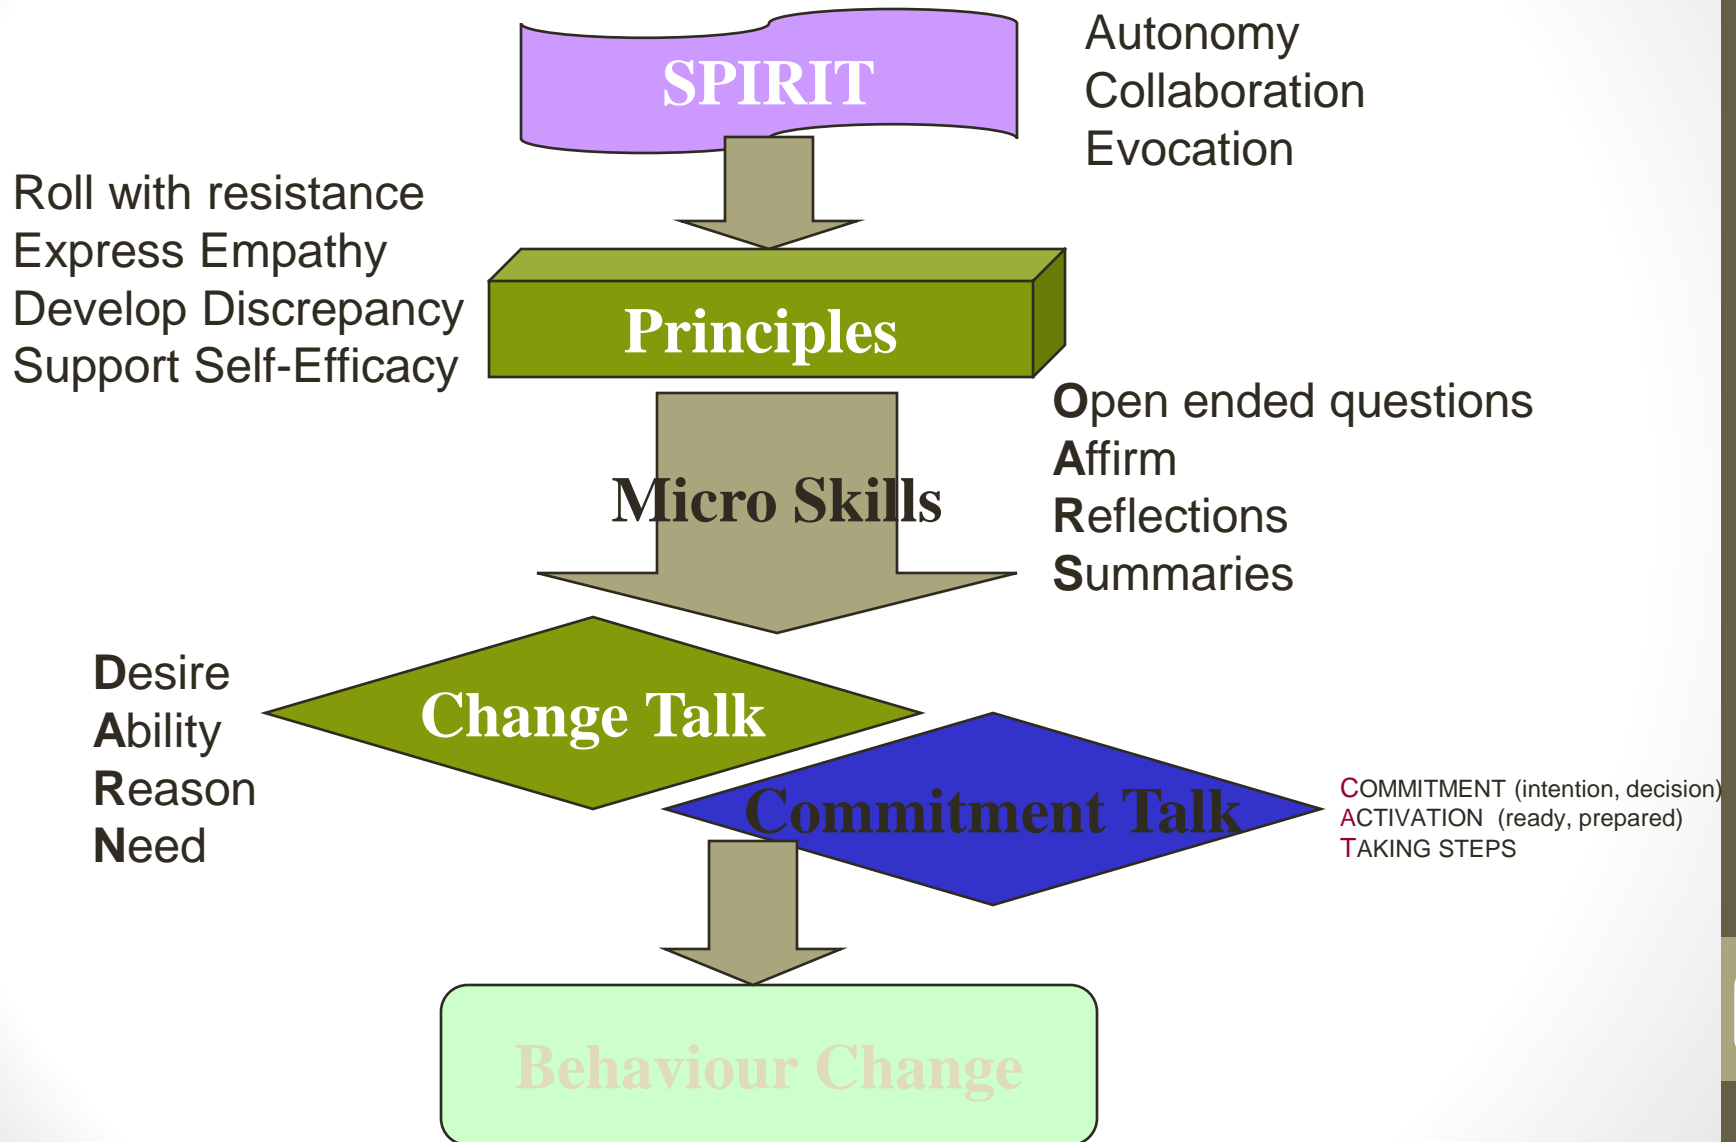 SPIRIT
Autonomy
Collaboration
Evocation
Roll with resistance
Express Empathy
Develop Discrepancy
Support Self-Efficacy
Principles
Micro Skills
Open ended questions
Affirm
Reflections
Summaries
Desire
Ability
Reason
Need
Change Talk
Commitment Talk
COMMITMENT (intention, decision)
ACTIVATION (ready, prepared)
TAKING STEPS
Behaviour Change